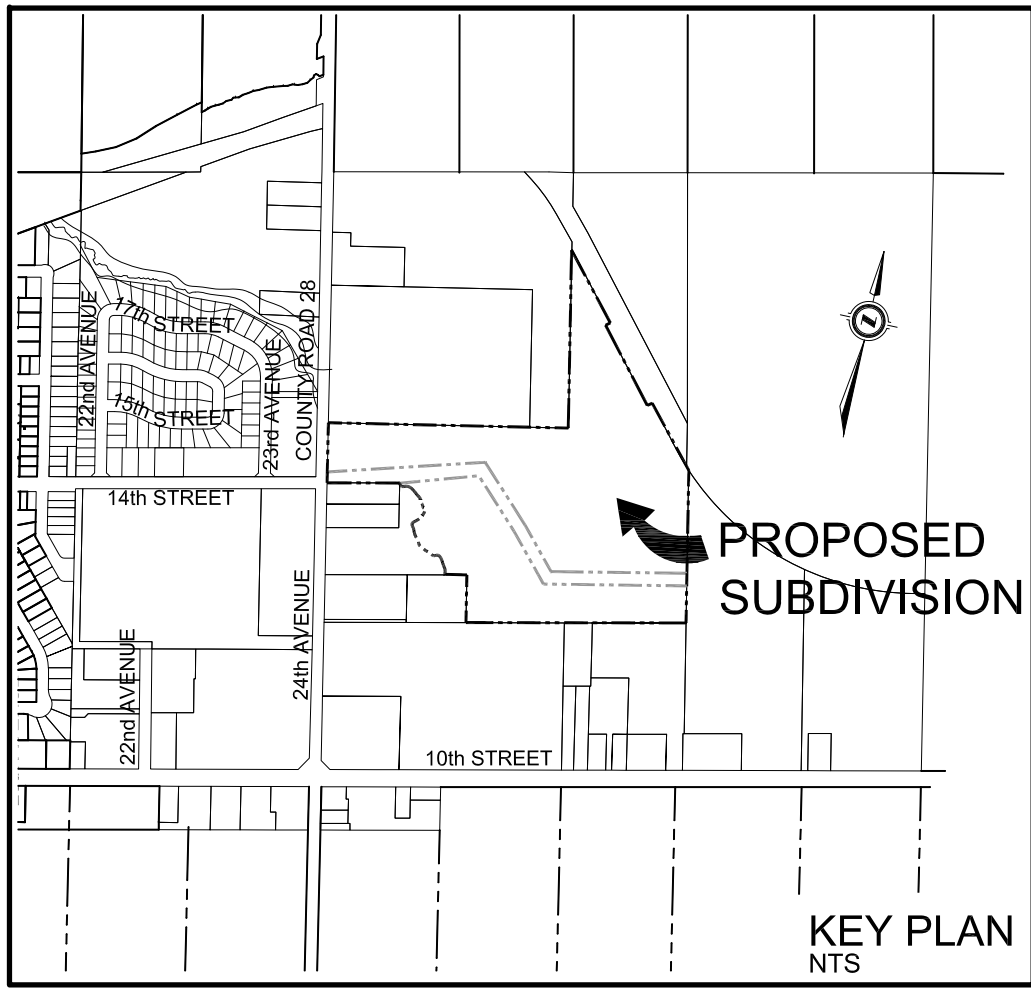 17th STREET
22nd AVENUE
15th STREET
23rd AVENUE
COUNTY ROAD 28
14th STREET
PROPOSED
SUBDIVISION
24th AVENUE
22nd AVENUE
10th STREET
KEY PLAN
NTS